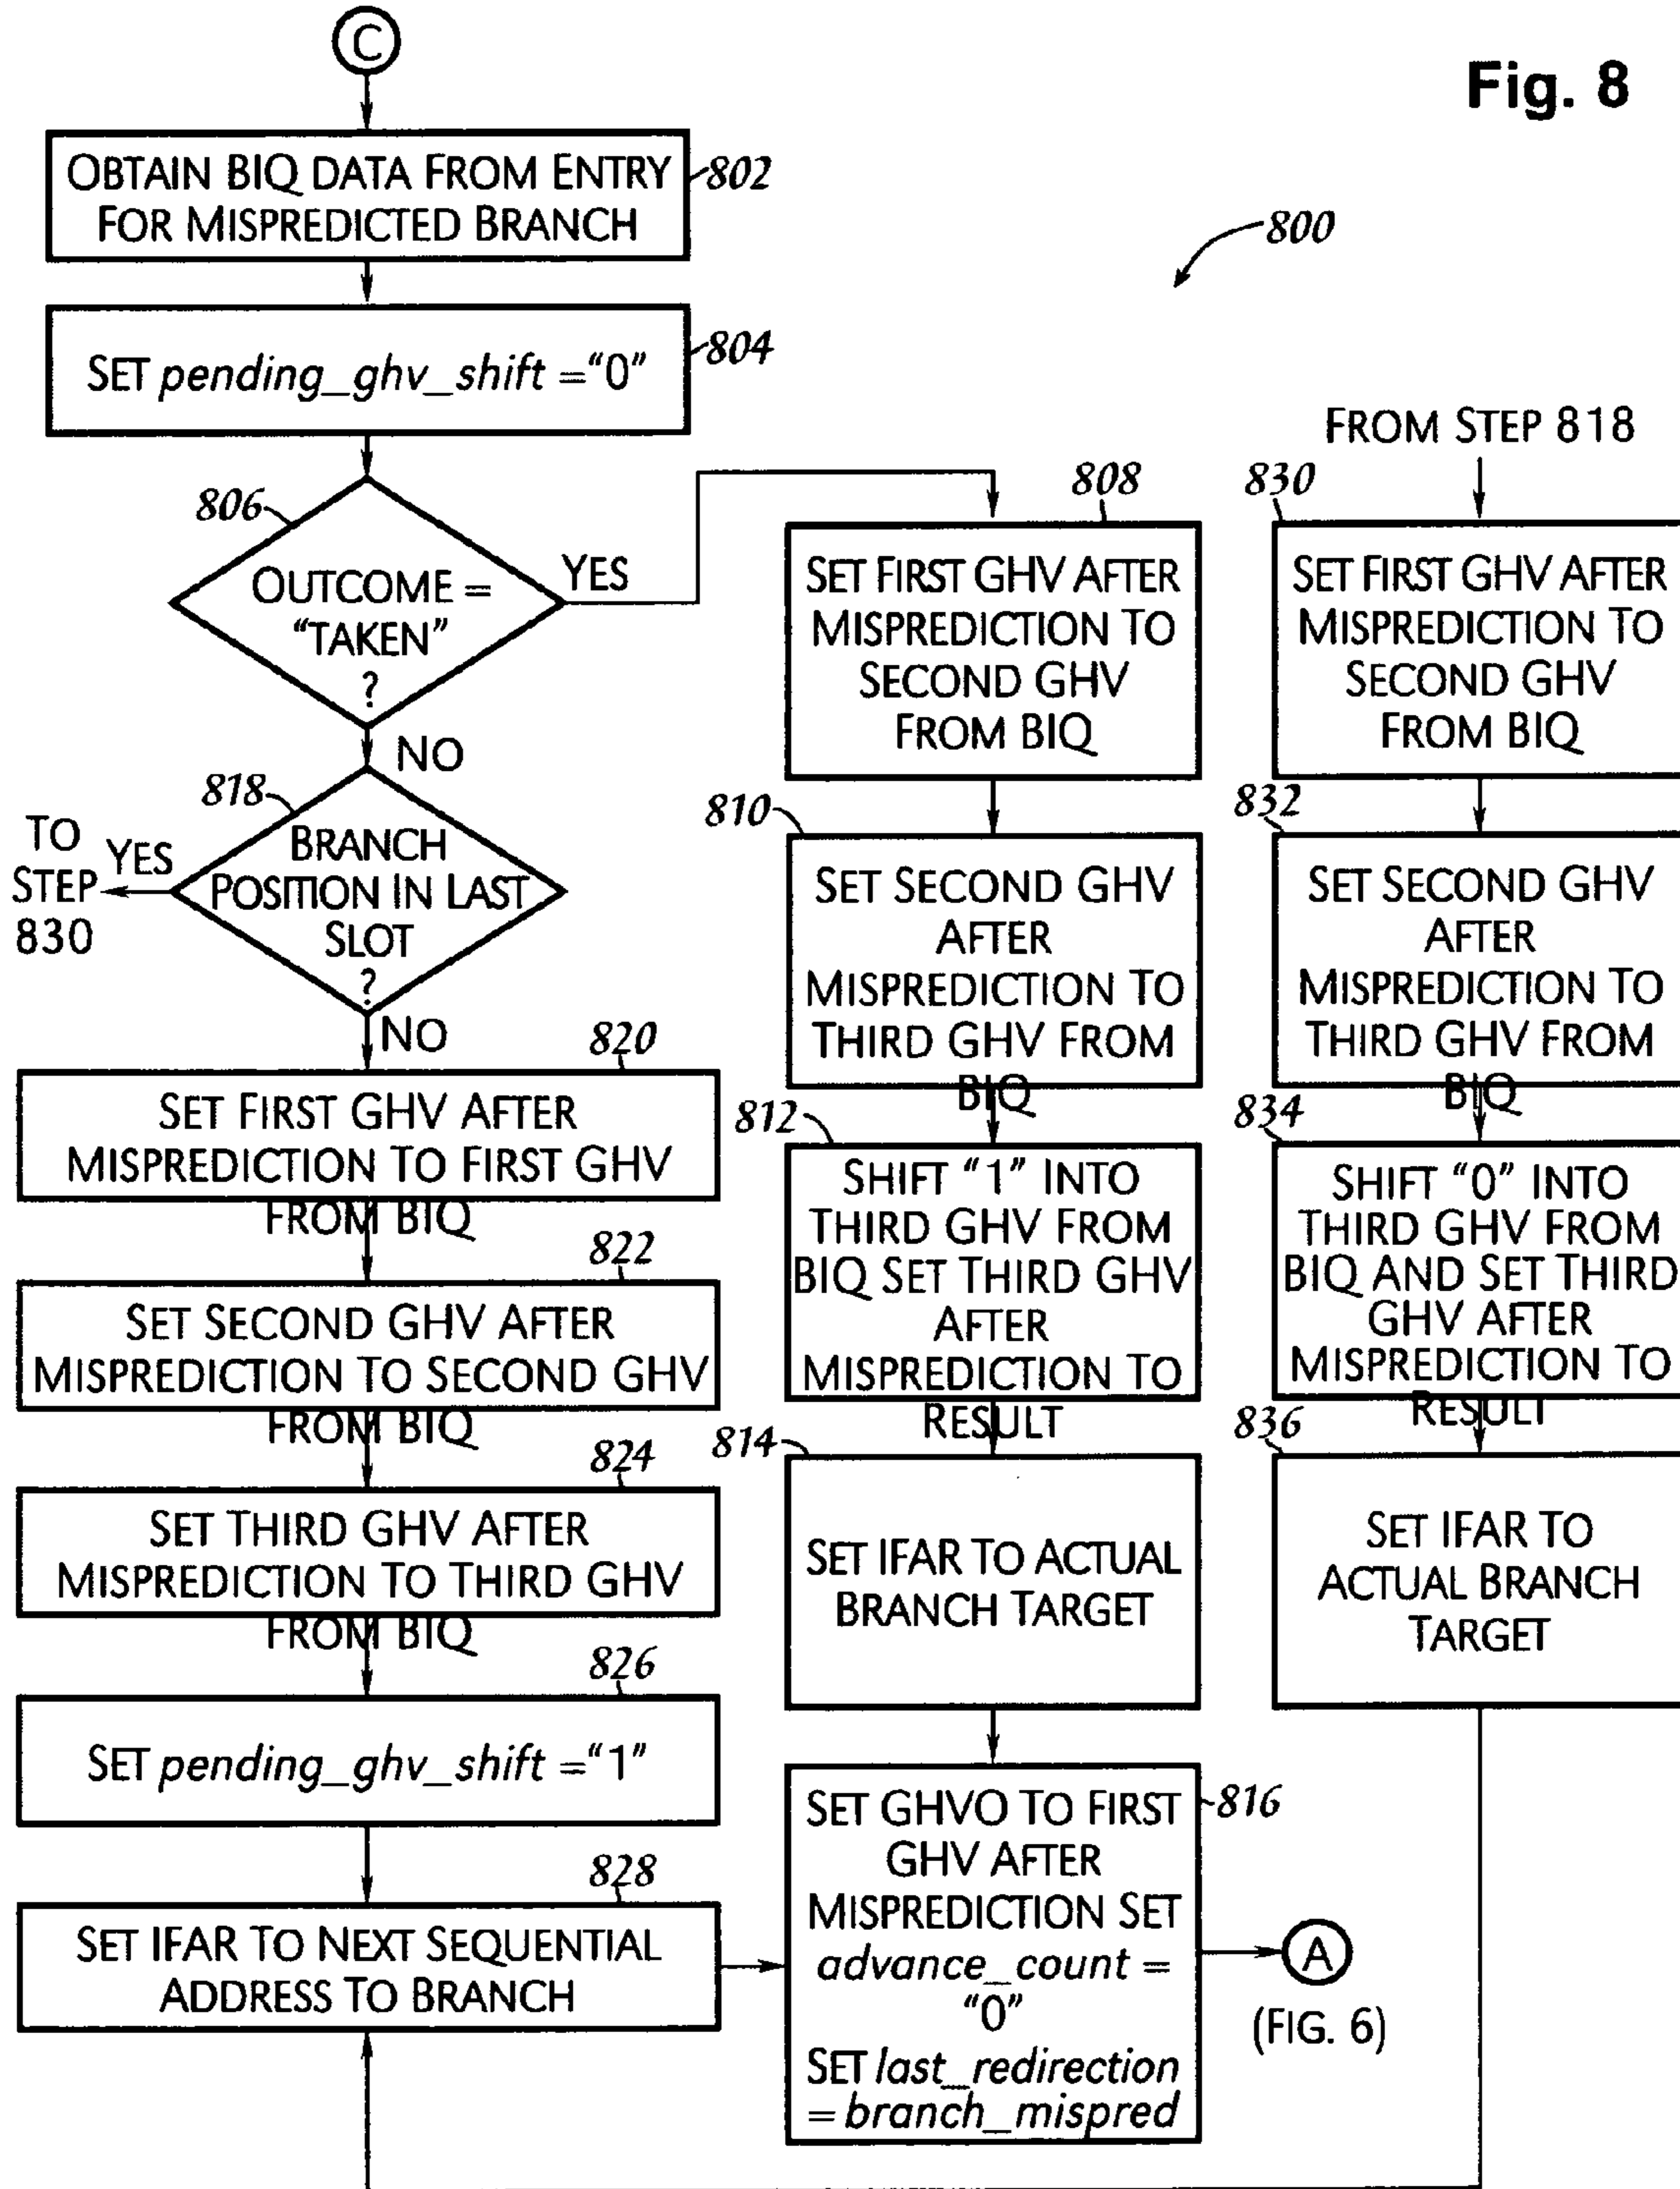 C
Fig. 8
OBTAIN BIQ DATA FROM ENTRY
FOR MISPREDICTED BRANCH
802
800
SET pending_ghv_shift ="0"
804
806
OUTCOME =
"TAKEN"
?
YES
NO
818
BRANCH
POSITION IN LAST
SLOT
?
YES
TO
STEP
830
NO
820
SET FIRST GHV AFTER
MISPREDICTION TO FIRST GHV
FROM BIQ
822
SET SECOND GHV AFTER
MISPREDICTION TO SECOND GHV
FROM BIQ
824
SET THIRD GHV AFTER
MISPREDICTION TO THIRD GHV
FROM BIQ
826
SET pending_ghv_shift ="1"
828
SET IFAR TO NEXT SEQUENTIAL
ADDRESS TO BRANCH
808
SET FIRST GHV AFTER
MISPREDICTION TO
SECOND GHV
FROM BIQ
810
SET SECOND GHV
AFTER
MISPREDICTION TO
THIRD GHV FROM
BIQ
812
SHIFT "1" INTO
THIRD GHV FROM
BIQ SET THIRD GHV
AFTER
MISPREDICTION TO
RESULT
814
SET IFAR TO ACTUAL
BRANCH TARGET
816
SET GHVO TO FIRST
GHV AFTER
MISPREDICTION SET
advance_count =
"0"
SET last_redirection
= branch_mispred
A
(FIG. 6)
FROM STEP 818
830
SET FIRST GHV AFTER
MISPREDICTION TO
SECOND GHV
FROM BIQ
832
SET SECOND GHV
AFTER
MISPREDICTION TO
THIRD GHV FROM
BIQ
834
SHIFT "0" INTO
THIRD GHV FROM
BIQ AND SET THIRD
GHV AFTER
MISPREDICTION TO
RESULT
836
SET IFAR TO
ACTUAL BRANCH
TARGET